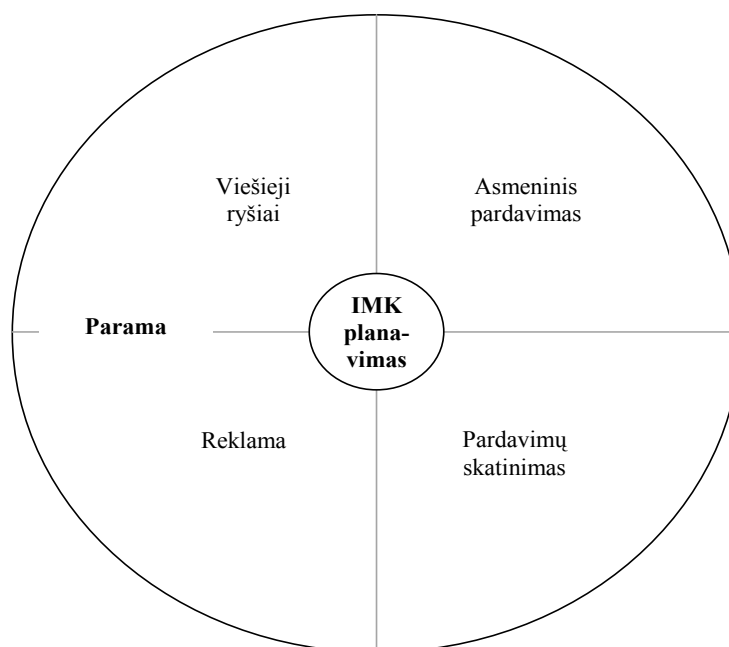 Viešieji
ryšiai
Asmeninis
pardavimas
Parama
IMK
plana-
vimas
Reklama
Pardavimų
skatinimas